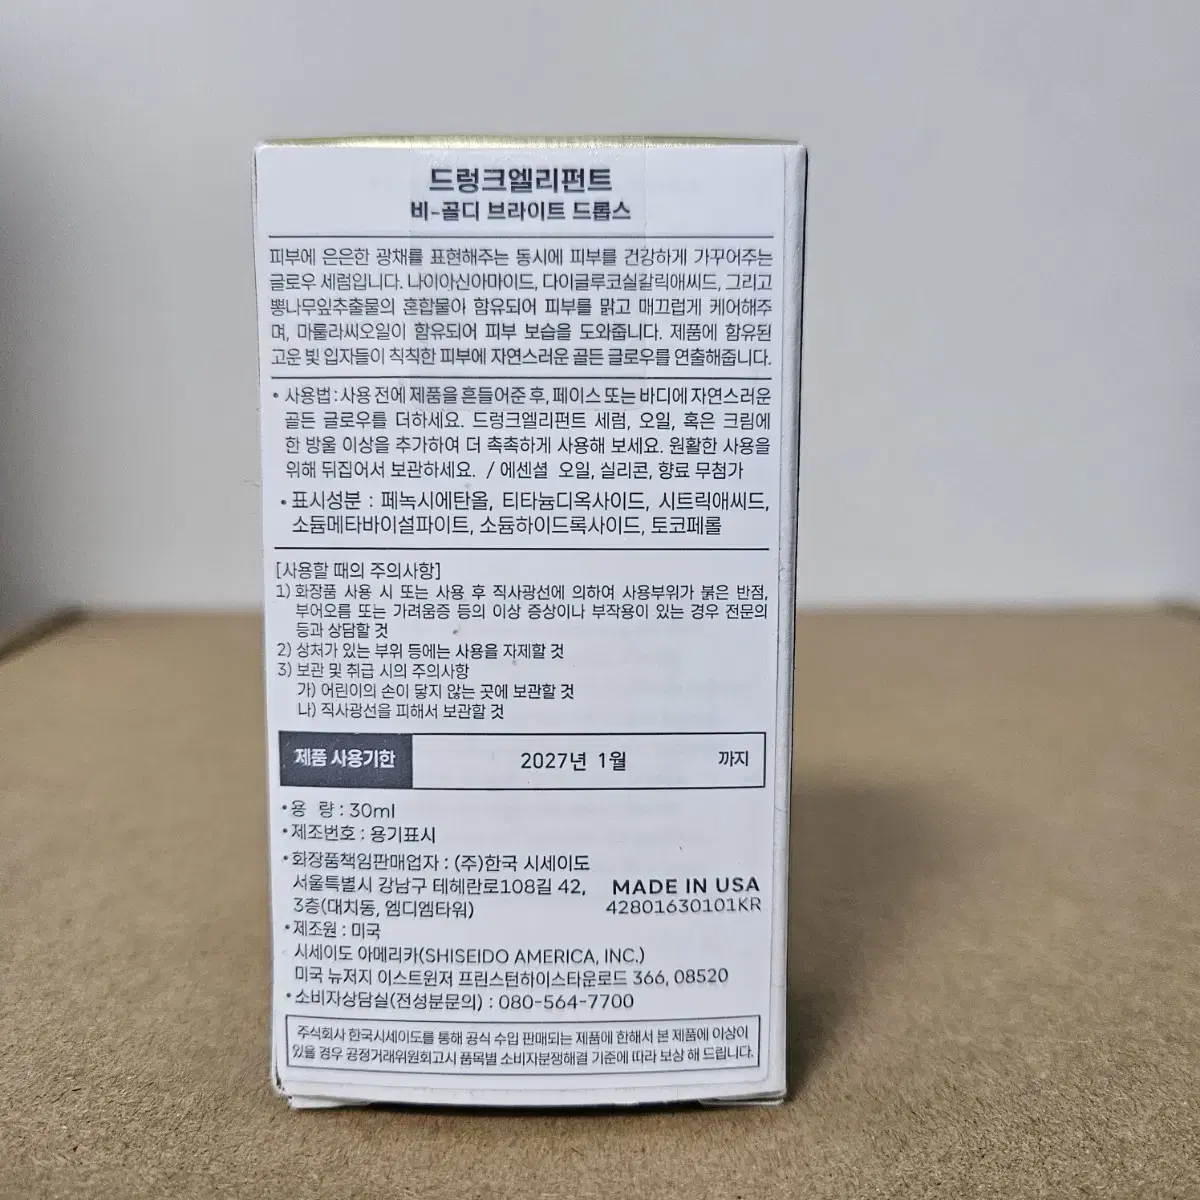 드렁크엘리펀트
비-골디 브라이트 드롭스
피부에 은은한 광채를 표현해주는 동시에 피부를 건강하게 가꾸어주는
글로우 세럼입니다. 나이아신아마이드, 다이글루코실갈릭애씨드, 그리고
뽕나무잎추출물의 혼합물아 함유되어 피부를 맑고 매끄럽게 케어해주
며, 마룰라씨오일이 함유되어 피부 보습을 도와줍니다. 제품에 함유된
고운 빛 입자들이 칙칙한 피부에 자연스러운 골든 글로우를 연출해줍니다.
• 사용법 : 사용 전에 제품을 흔들어준 후, 페이스 또는 바디에 자연스러운
골든 글로우를 더하세요. 드렁크엘리펀트 세럼, 오일, 혹은 크림에
한 방울 이상을 추가하여 더 촉촉하게 사용해 보세요. 원활한 사용을
위해 뒤집어서 보관하세요. / 에센셜 오일, 실리콘, 향료 무첨가
• 표시성분 : 페녹시에탄올, 티타늄디옥사이드, 시트릭애씨드,
소듐메타바이설파이트, 소듐하이드록사이드, 토코페롤
[사용할 때의 주의사항]
1) 화장품 사용 시 또는 사용 후 직사광선에 의하여 사용부위가 붉은 반점,
부어오름 또는 가려움증 등의 이상 증상이나 부작용이 있는 경우 전문의
등과 상담할 것
2) 상처가 있는 부위 등에는 사용을 자제할 것
3) 보관 및 취급 시의 주의사항
가) 어린이의 손이 닿지 않는 곳에 보관할 것
나) 직사광선을 피해서 보관할 것
제품 사용기한 2027년 1월 까지
• 용 량 : 30ml
• 제조번호 : 용기표시
• 화장품책임판매업자 : (주)한국 시세이도
서울특별시 강남구 테헤란로108길 42,
3층(대치동, 엠디엠타워)
MADE IN USA
42801630101KR
• 제조원 : 미국
시세이도 아메리카(SHISEIDO AMERICA, INC.)
미국 뉴저지 이스트윈저 프린스턴하이스타운로드 366, 08520
• 소비자상담실(전성분문의) : 080-564-7700
주식회사 한국시세이도를 통해 공식 수입 판매되는 제품에 한해서 본 제품에 이상이
있을 경우 공정거래위원회고시 품목별 소비자분쟁해결 기준에 따라 보상 해 드립니다.